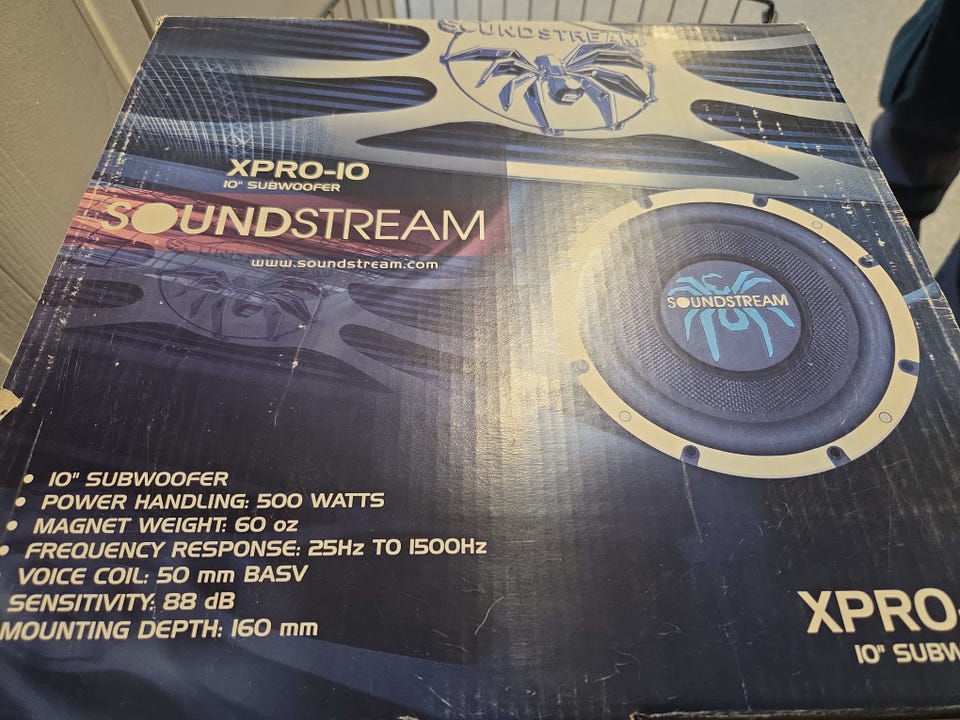 SOUNDSTREAM
XPRO-10
10" SUBWOOFER
SOUNDSTREAM
www.soundstream.com
SOUNDSTREAM
• 10" SUBWOOFER
• POWER HANDLING: 500 WATTS
• MAGNET WEIGHT: 60 oz
• FREQUENCY RESPONSE: 25Hz TO 1500Hz
VOICE COIL: 50 mm BASV
SENSITIVITY: 88 dB
MOUNTING DEPTH: 160 mm
XPRO-
10" SUBW